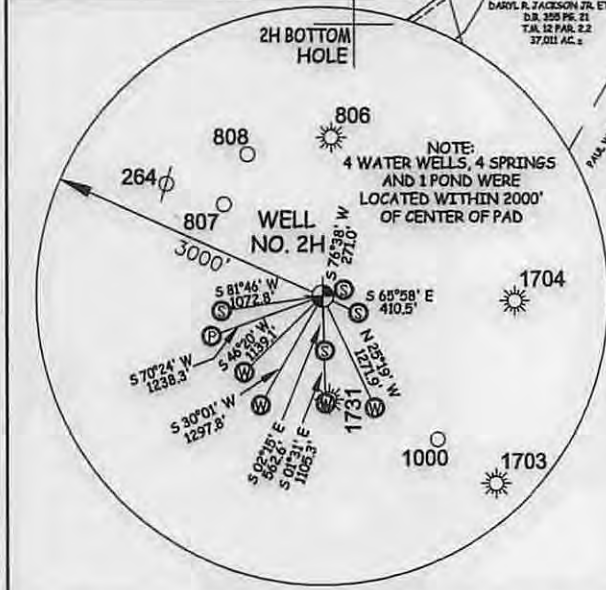 DARYL R. JACKSON JR. ET
D.B. 355 PG. 21
T.M. 12 PAR. 2.2
37.011 AC.±
2H BOTTOM
HOLE
806
808
NOTE:
4 WATER WELLS, 4 SPRINGS
AND 1 POND WERE
LOCATED WITHIN 2000'
OF CENTER OF PAD
264
807
WELL
NO. 2H
3000'
S 76°38' W
271.0'
1704
S 81°46' W
1072.8'
S 65°58' E
410.5'
S
S
S
P
S 70°24' W
1238.3'
S 46°20' W
1139.1'
S
N 25°19' W
1271.9'
W
S 30°01' W
1297.8'
W
W
W
1731
S 02°15' E
562.6'
S 01°31' E
1105.3'
1000
1703